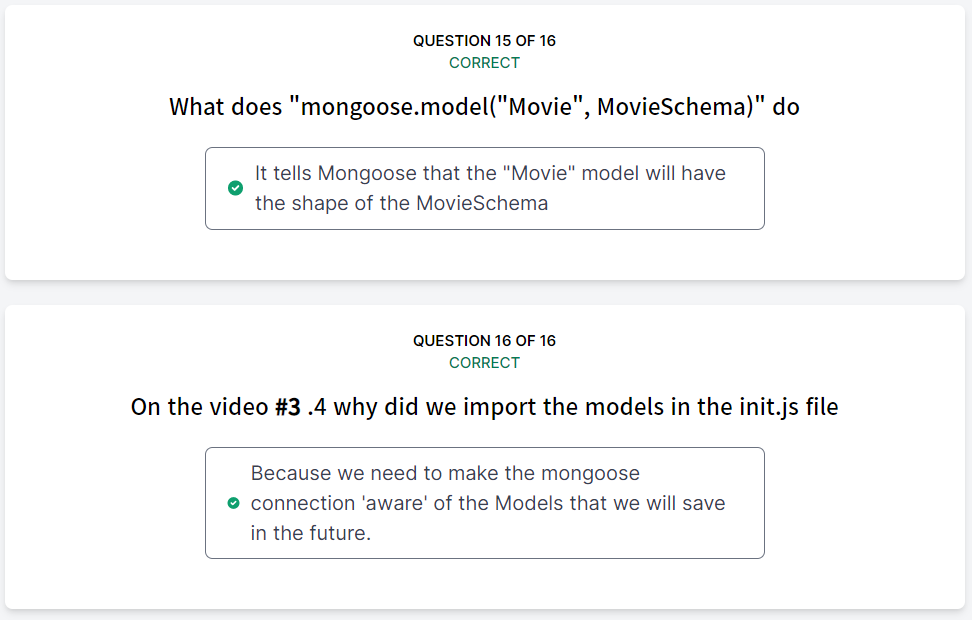 QUESTION 15 OF 16
CORRECT
What does "mongoose.model("Movie", MovieSchema)" do
It tells Mongoose that the "Movie" model will have
the shape of the MovieSchema
QUESTION 16 OF 16
CORRECT
On the video #3 .4 why did we import the models in the init.js file
Because we need to make the mongoose
connection 'aware' of the Models that we will save
in the future.